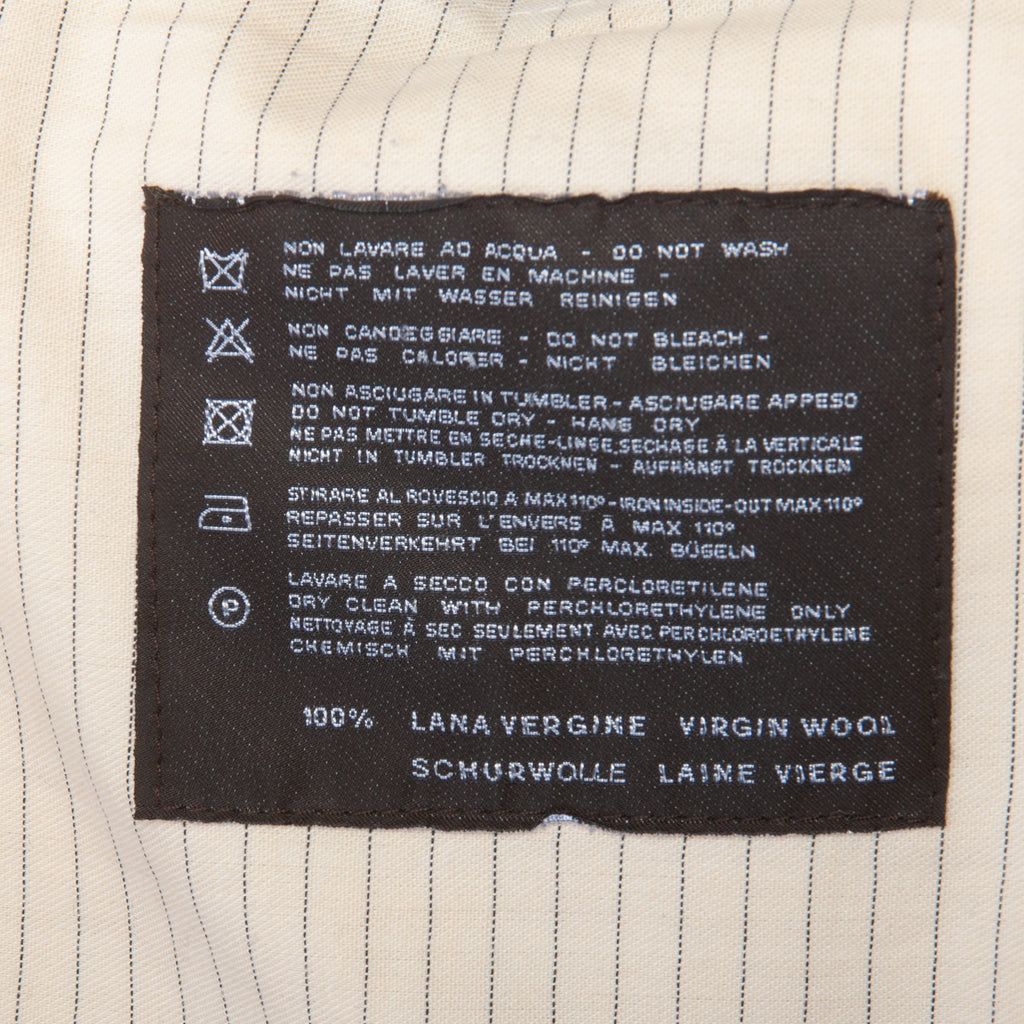 NON LAVARE AD ACQUA - DO NOT WASH
NE PAS LAVER EN MACHINE -
NICHT MIT WASSER REINIGEN
NON CANDEGGIARE - DO NOT BLEACH -
NE PAS CALORER - NICHT BLEICHEN
NON ASCIUGARE IN TUMBLER - ASCIUGARE APPESO
DO NOT TUMBLE DRY - HANG DRY
NE PAS METTRE EN SECHE-LINGE, SECHAGE À LA VERTICALE
NICHT IN TUMBLER TROCKNEN - AUFHÄNGT TROCKNEN
STIRARE AL ROVESCIO A MAX 110° - IRON INSIDE-OUT MAX 110°
REPASSER SUR L'ENVERS À MAX 110°
SEITENVERKEHRT BEI 110° MAX. BÜGELN
P
LAVARE A SECCO CON PERCLORETILENE
DRY CLEAN WITH PERCHLORETHYLENE ONLY
NETTOYAGE À SEC SEULEMENT AVEC PERCHLOROETHYLENE
CHEMISCH MIT PERCHLORETHYLEN
100% LANA VERGINE VIRGIN WOOL
SCHURWOLLE LAINE VIERGE